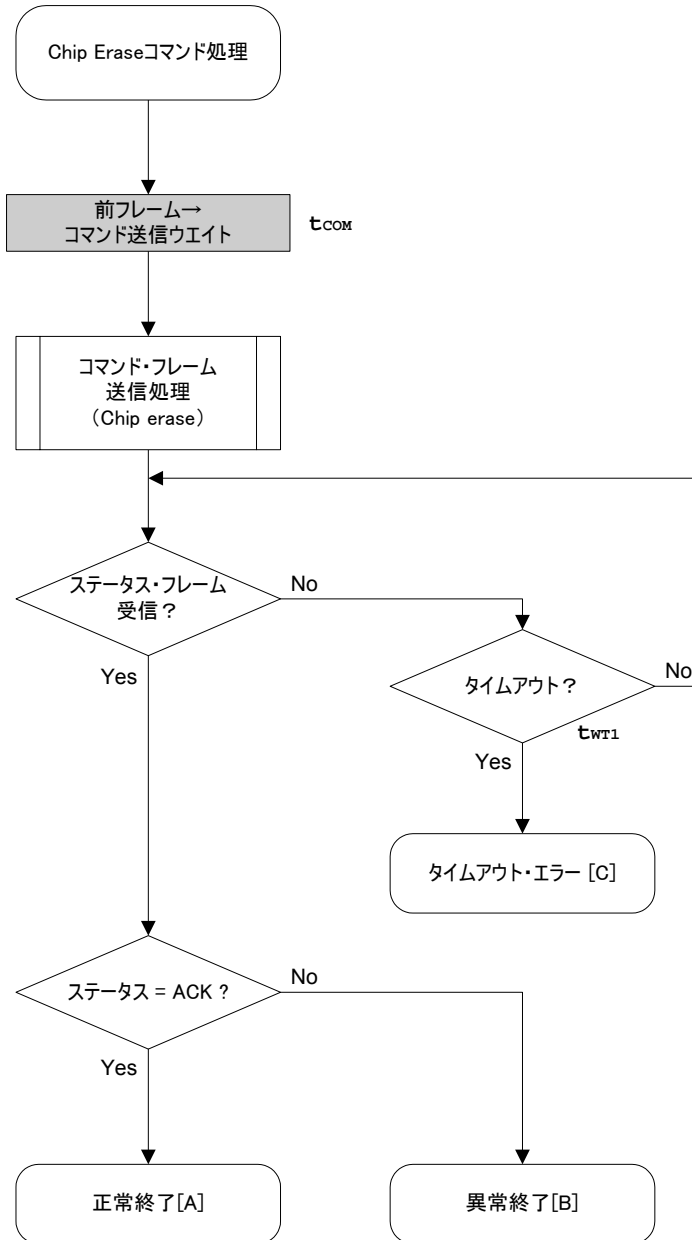 Chip Eraseコマンド処理
前フレーム→
コマンド送信ウエイト
tCOM
コマンド・フレーム
送信処理
（Chip erase）
ステータス・フレーム
受信？
No
Yes
タイムアウト？
No
tWT1
Yes
タイムアウト・エラー [C]
ステータス = ACK ?
No
Yes
正常終了[A]
異常終了[B]